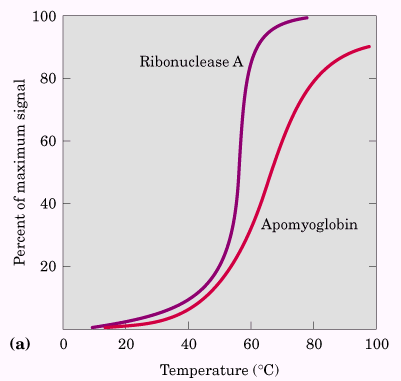 100
Ribonuclease A
80
60
40
Apomyoglobin
20
Percent of maximum signal
(a)
0 20 40 60 80 100
Temperature (°C)